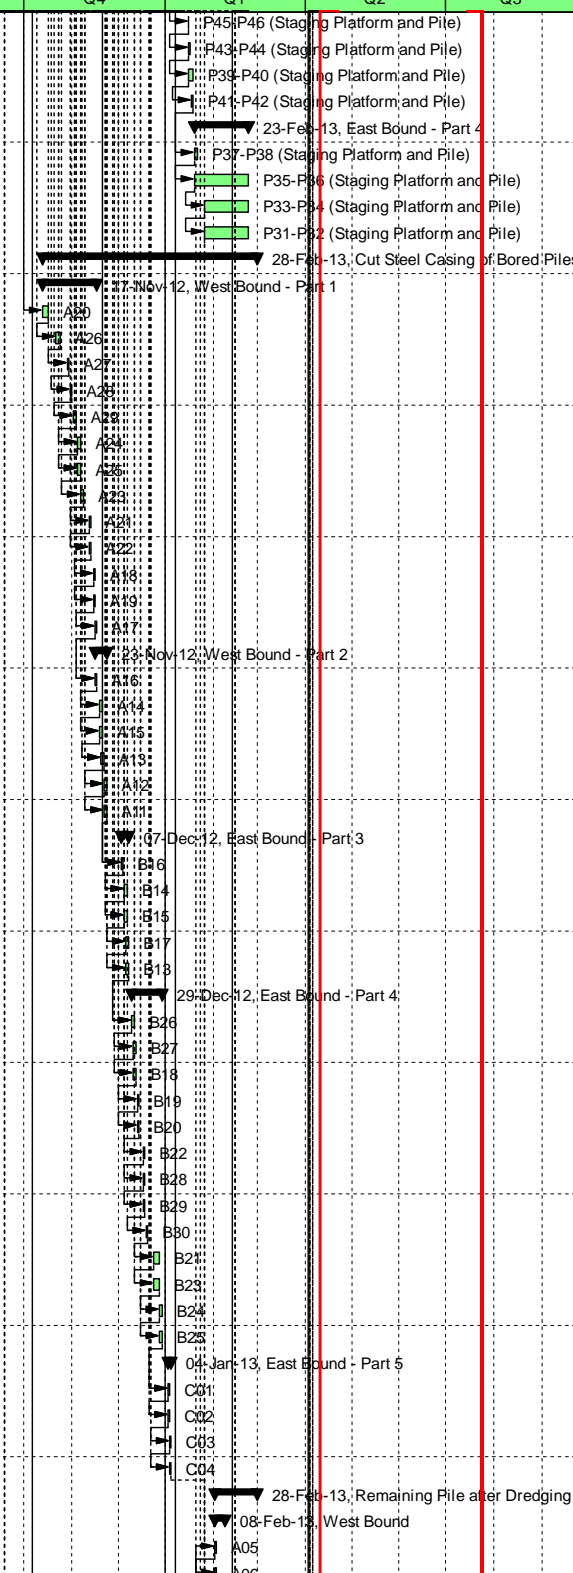 Q4 Q1 Q2 Q3
P45-P46 (Staging Platform and Pile)
P43-P44 (Staging Platform and Pile)
P39-P40 (Staging Platform and Pile)
P41-P42 (Staging Platform and Pile)
23-Feb-13, East Bound - Part 4
P37-P38 (Staging Platform and Pile)
P35-P36 (Staging Platform and Pile)
P33-P34 (Staging Platform and Pile)
P31-P32 (Staging Platform and Pile)
28-Feb-13, Cut Steel Casing of Bored Piles
17-Nov-12, West Bound - Part 1
A20
A26
A27
A28
A29
A24
A25
A23
A21
A22
A18
A19
A17
23-Nov-12, West Bound - Part 2
A16
A14
A15
A13
A12
A11
07-Dec-12, East Bound - Part 3
B16
B14
B15
B17
B13
29-Dec-12, East Bound - Part 4
B26
B27
B18
B19
B20
B22
B28
B29
B30
B21
B23
B24
B25
04-Jan-13, East Bound - Part 5
C01
C02
C03
C04
28-Feb-13, Remaining Pile after Dredging
08-Feb-13, West Bound
A05